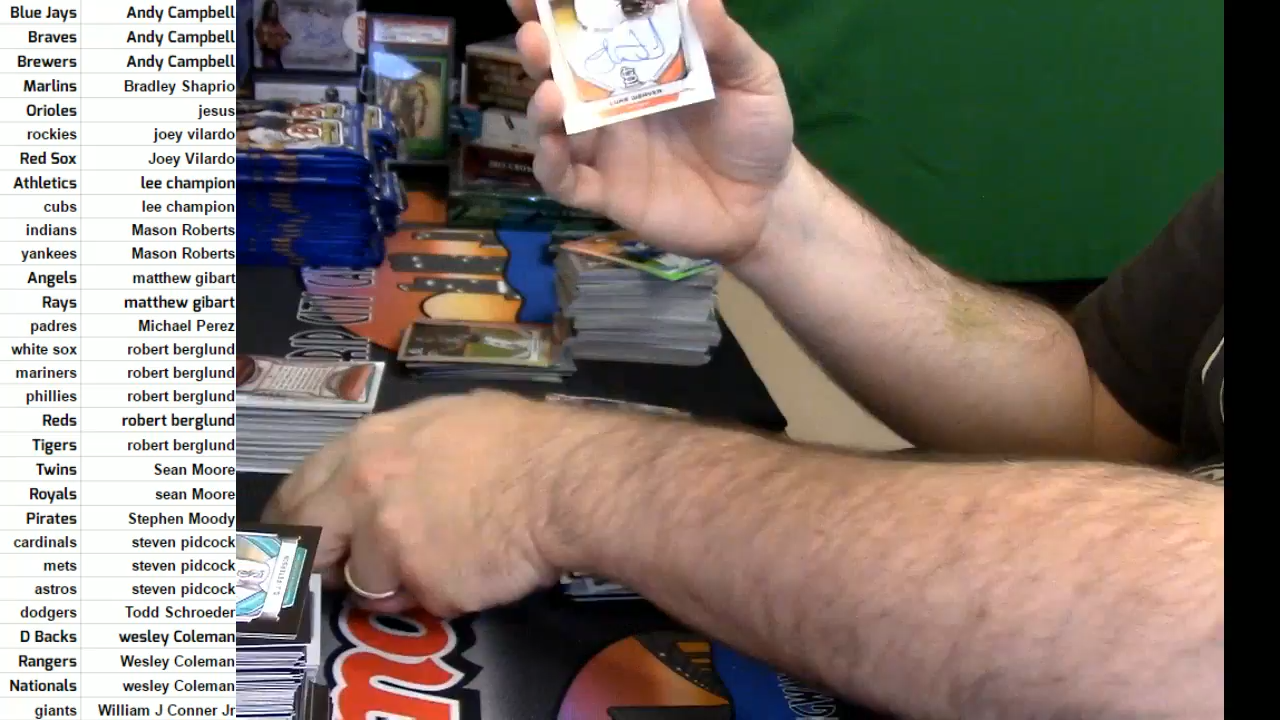 Blue Jays Andy Campbell
Braves Andy Campbell
Brewers Andy Campbell
Marlins Bradley Shaprio
Orioles jesus
rockies joey vilardo
Red Sox Joey Vilardo
Athletics lee champion
cubs lee champion
indians Mason Roberts
yankees Mason Roberts
Angels matthew gibart
Rays matthew gibart
padres Michael Perez
white sox robert berglund
mariners robert berglund
phillies robert berglund
Reds robert berglund
Tigers robert berglund
Twins Sean Moore
Royals sean Moore
Pirates Stephen Moody
cardinals steven pidcock
mets steven pidcock
astros steven pidcock
dodgers Todd Schroeder
D Backs wesley Coleman
Rangers Wesley Coleman
Nationals wesley Coleman
giants William J Conner Jr
LUKE WEAVER